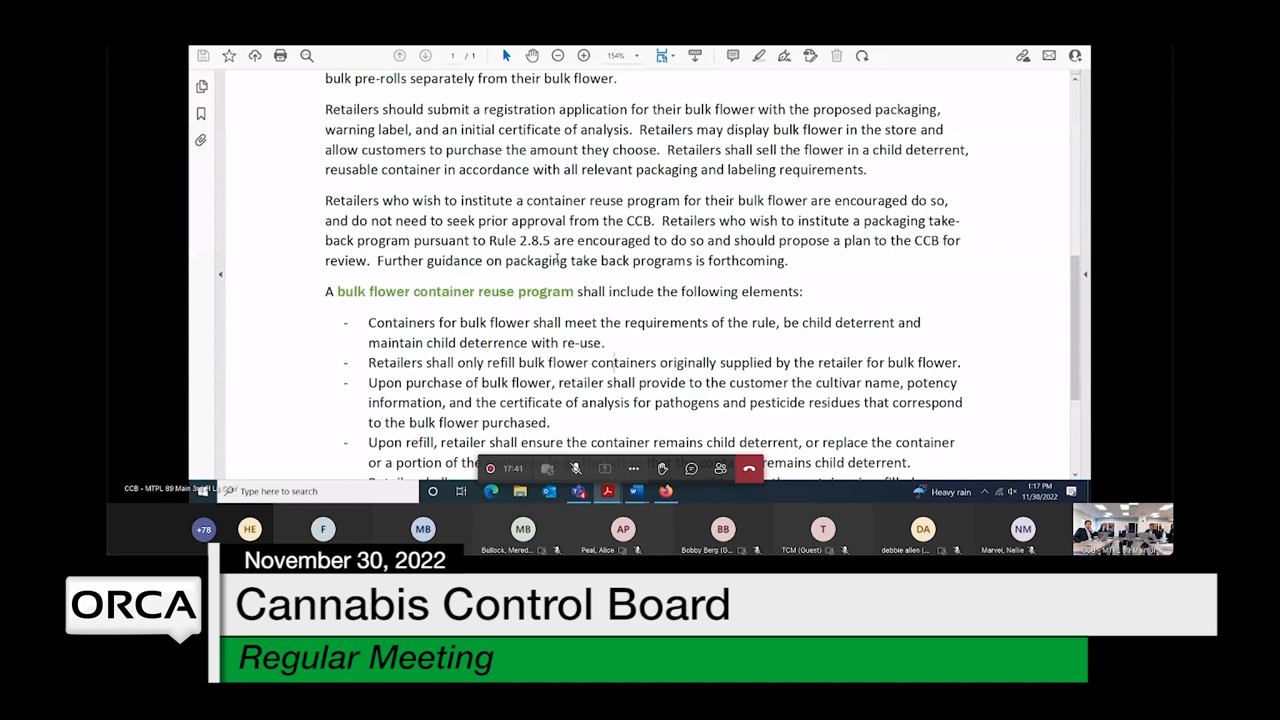 1 / 1
154%
bulk pre-rolls separately from their bulk flower.
Retailers should submit a registration application for their bulk flower with the proposed packaging,
warning label, and an initial certificate of analysis. Retailers may display bulk flower in the store and
allow customers to purchase the amount they choose. Retailers shall sell the flower in a child deterrent,
reusable container in accordance with all relevant packaging and labeling requirements.
Retailers who wish to institute a container reuse program for their bulk flower are encouraged do so,
and do not need to seek prior approval from the CCB. Retailers who wish to institute a packaging take-
back program pursuant to Rule 2.8.5 are encouraged to do so and should propose a plan to the CCB for
review. Further guidance on packaging take back programs is forthcoming.
A bulk flower container reuse program shall include the following elements:
- Containers for bulk flower shall meet the requirements of the rule, be child deterrent and
maintain child deterrence with re-use.
- Retailers shall only refill bulk flower containers originally supplied by the retailer for bulk flower.
- Upon purchase of bulk flower, retailer shall provide to the customer the cultivar name, potency
information, and the certificate of analysis for pathogens and pesticide residues that correspond
to the bulk flower purchased.
- Upon refill, retailer shall ensure the container remains child deterrent, or replace the container
or a portion of the remains child deterrent.
17:41
CCB - MTPL 89 Main 3rd
Type here to search
Heavy rain
1:17 PM
11/30/2022
+78
HE
F
MB
MB
AP
BB
T
DA
NM
Bullock, Mered...
Peal, Alice
Bobby Berg (G...
TCM (Guest)
debbie allen (...
Marvel, Nellie
CCB - MTPL 89 Main 3r...
November 30, 2022
ORCA
Cannabis Control Board
Regular Meeting